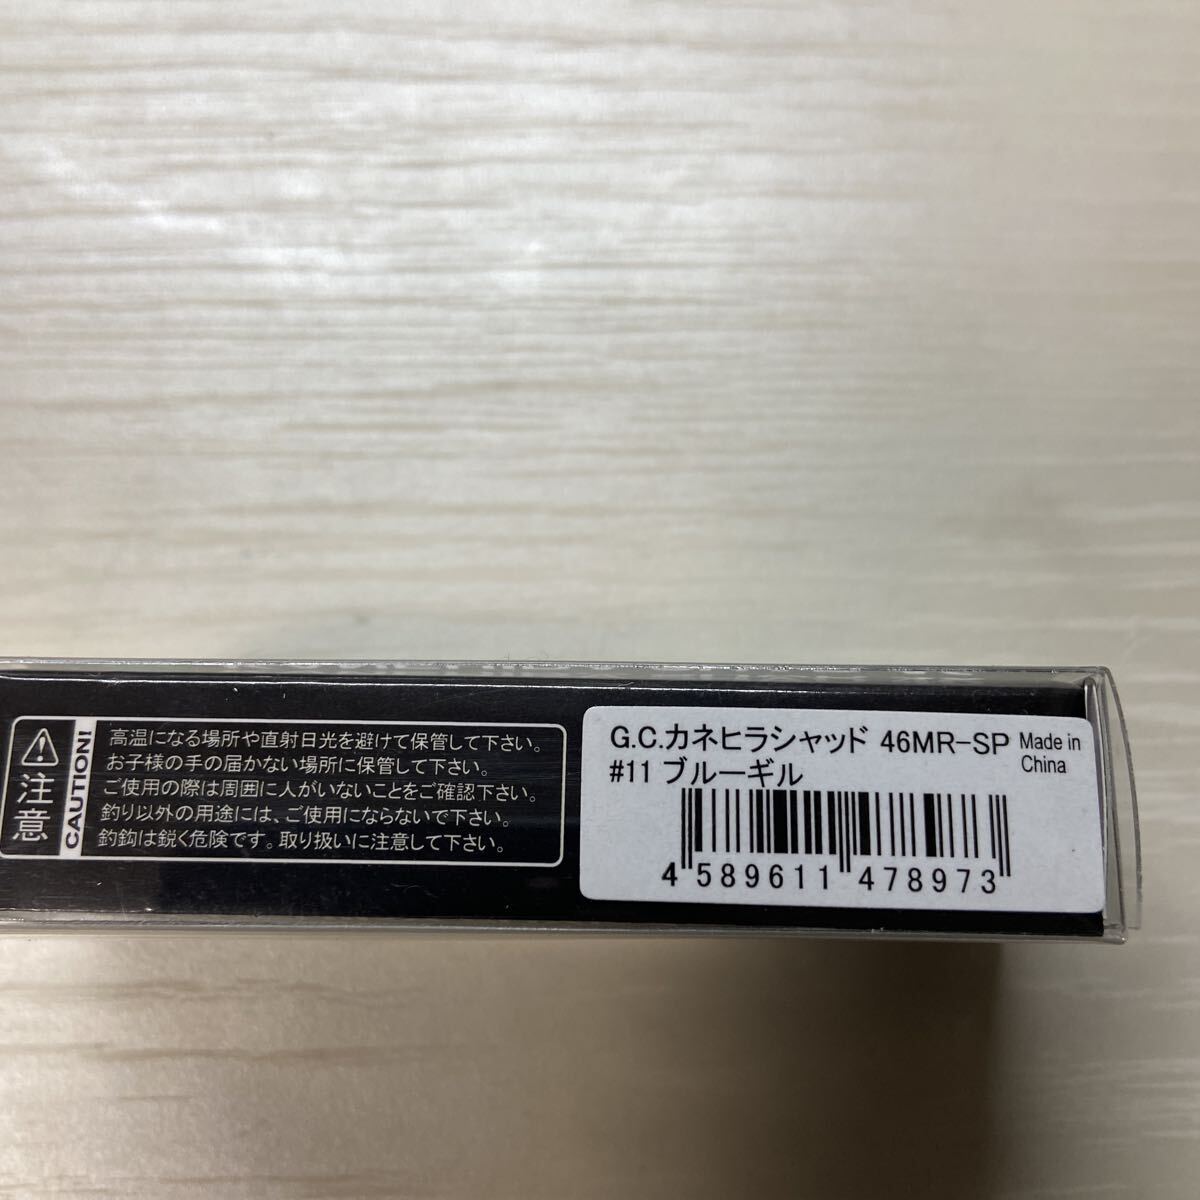 注意
CAUTION!
高温になる場所や直射日光を避けて保管して下さい。
お子様の手の届かない場所に保管して下さい。
ご使用の際は周囲に人がいないことをご確認下さい。
釣り以外の用途には、ご使用にならないで下さい。
釣鈎は鋭く危険です。取り扱いに注意して下さい。
G.C.カネヒラシャッド 46MR-SP
#11 ブルーギル
Made in
China
4 589611 478973